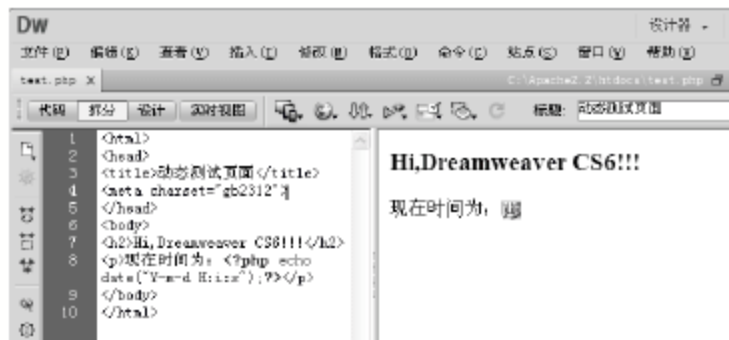 Dw
设计器
文件(F) 编辑(E) 查看(V) 插入(I) 修改(M) 格式(O) 命令(C) 站点(S) 窗口(W) 帮助(H)
test.php X
C:\Apache2.2\htdocs\test.php
代码 拆分 设计 实时视图 标题: 动态测试页面
1 <html>
2 <head>
3 <title>动态测试页面</title>
4 <meta charset="gb2312">
5 </head>
6 <body>
7 <h2>Hi,Dreamweaver CS6!!!</h2>
8 <p>现在时间为：<?php echo
date("Y-m-d H:i:s");?></p>
9 </body>
10 </html>
Hi,Dreamweaver CS6!!!
现在时间为：